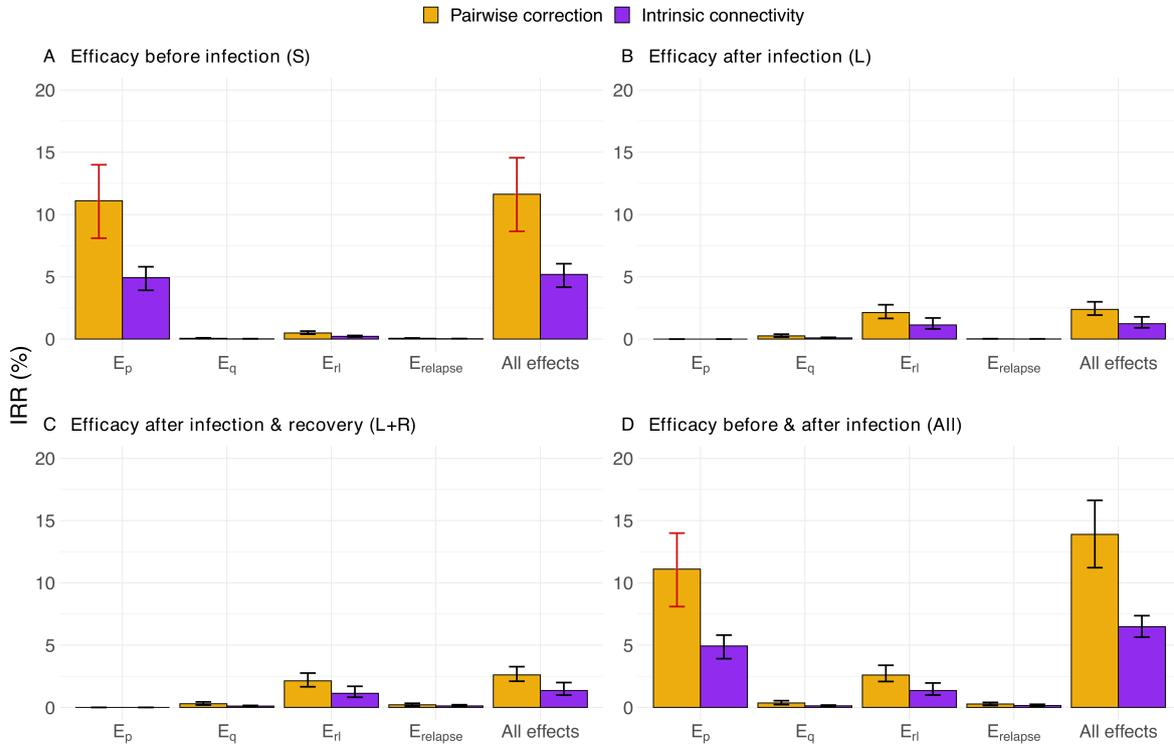 Pairwise correction Intrinsic connectivity
A Efficacy before infection (S)
20
15
10
5
0
Ep Eq Erl Erelapse All effects
B Efficacy after infection (L)
20
15
10
5
0
Ep Eq Erl Erelapse All effects
IRR (%)
C Efficacy after infection & recovery (L+R)
20
15
10
5
0
Ep Eq Erl Erelapse All effects
D Efficacy before & after infection (All)
20
15
10
5
0
Ep Eq Erl Erelapse All effects